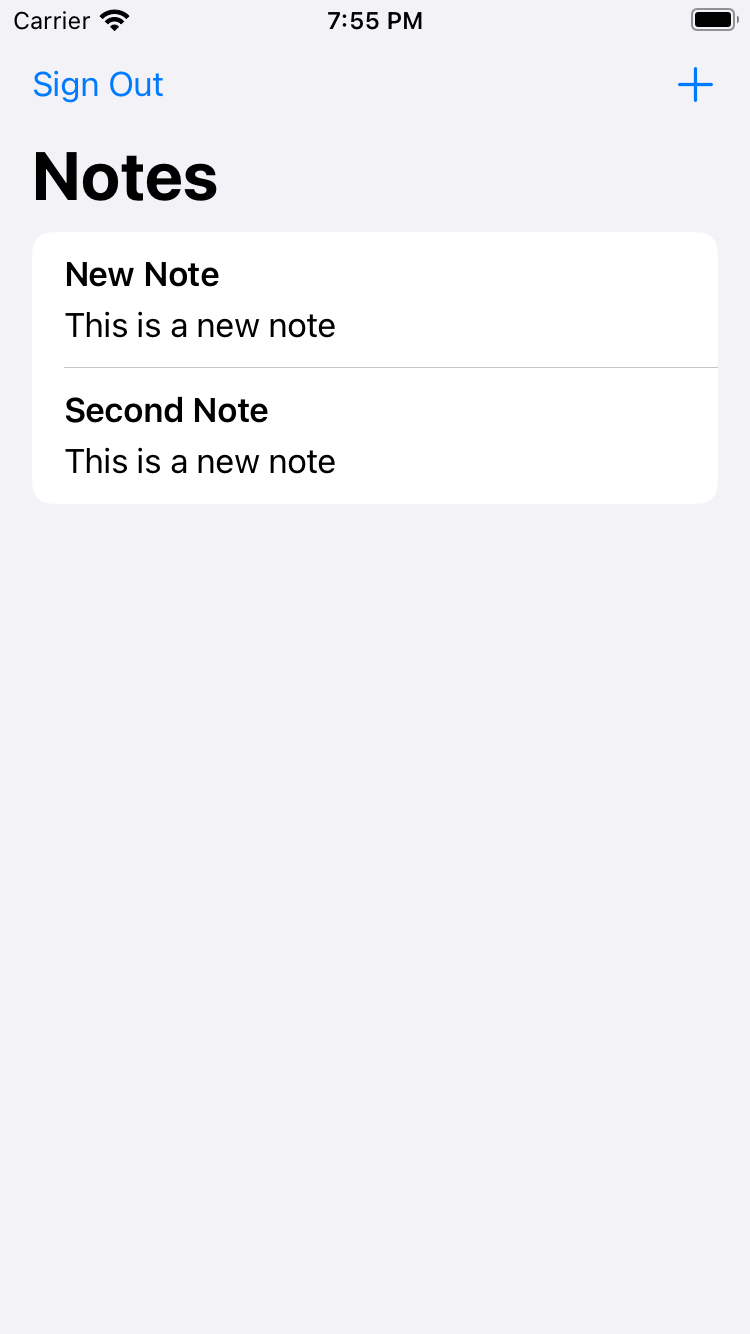 Carrier 7:55 PM
Sign Out
Notes
New Note
This is a new note
Second Note
This is a new note